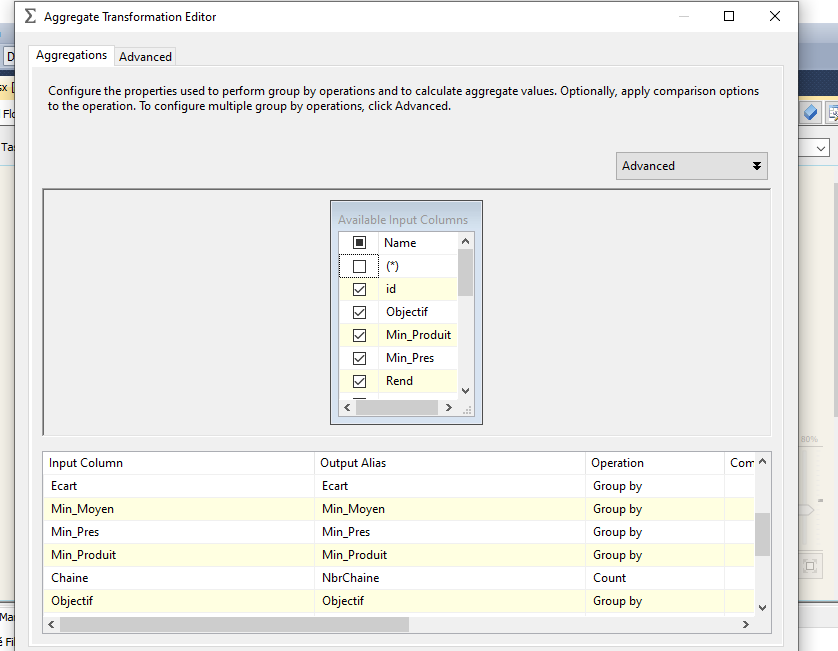 Aggregate Transformation Editor
Aggregations
Advanced
Configure the properties used to perform group by operations and to calculate aggregate values. Optionally, apply comparison options
to the operation. To configure multiple group by operations, click Advanced.
Advanced
Available Input Columns
Name
(*)
id
Objectif
Min_Produit
Min_Pres
Rend
Input Column Output Alias Operation Com
Ecart Ecart Group by
Min_Moyen Min_Moyen Group by
Min_Pres Min_Pres Group by
Min_Produit Min_Produit Group by
Chaine NbrChaine Count
Objectif Objectif Group by